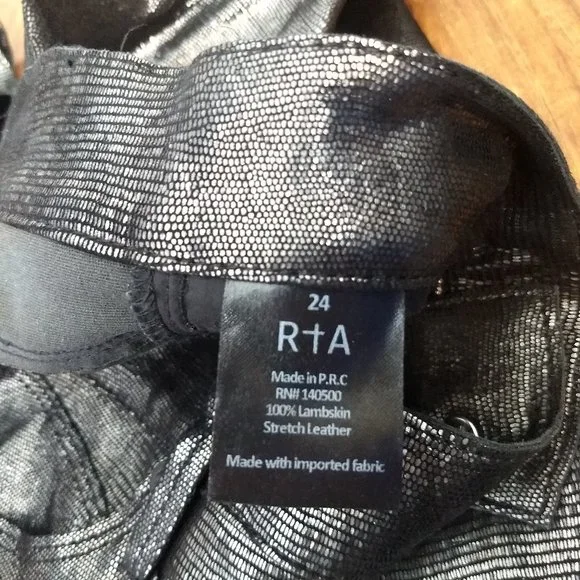 24
R†A
Made in P.R.C
RN# 140500
100% Lambskin
Stretch Leather
Made with imported fabric